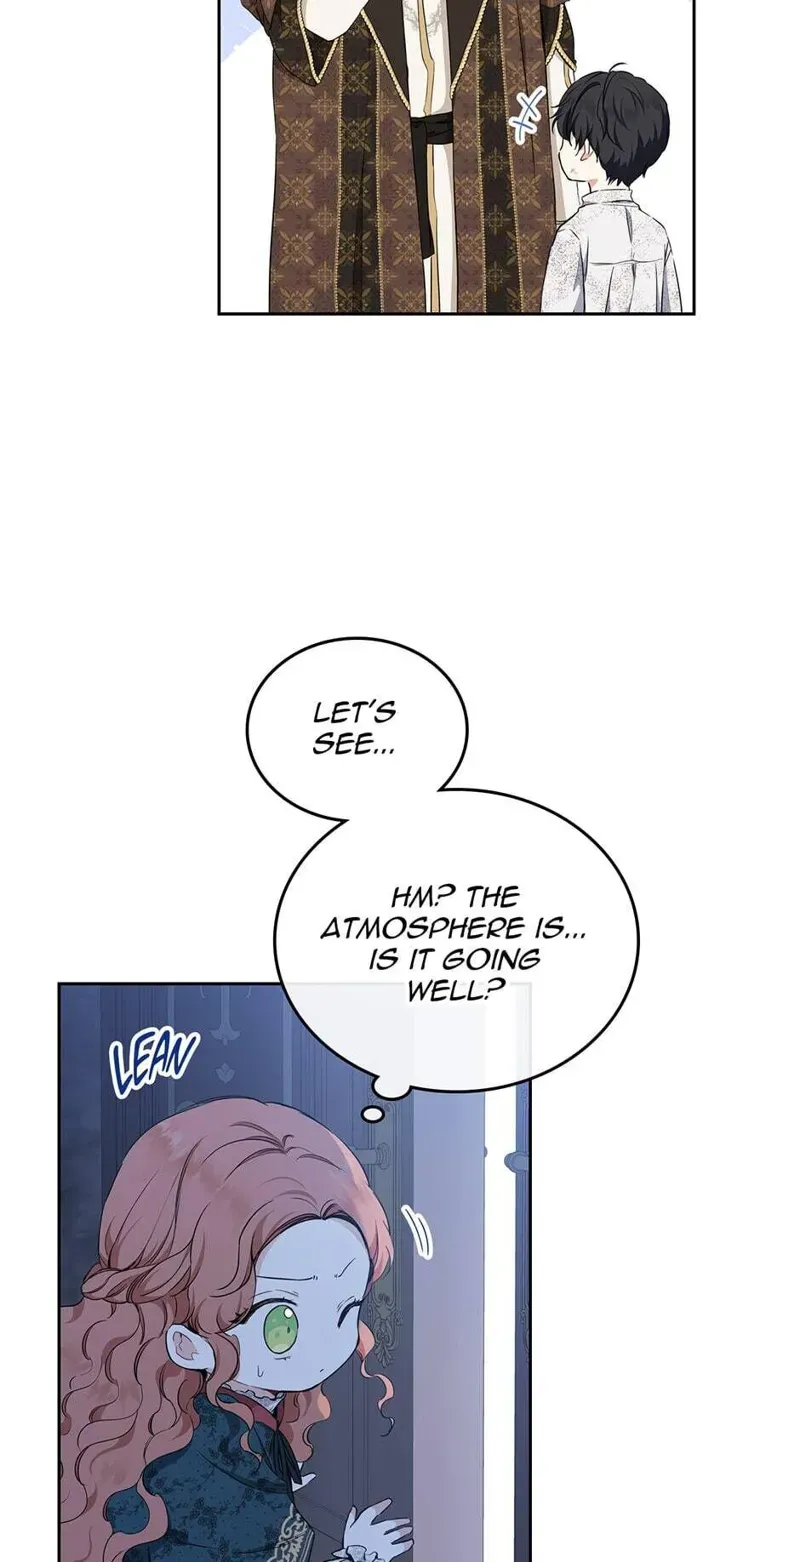 LET'S
SEE...
HM? THE
ATMOSPHERE IS...
IS IT GOING
WELL?
LEAN